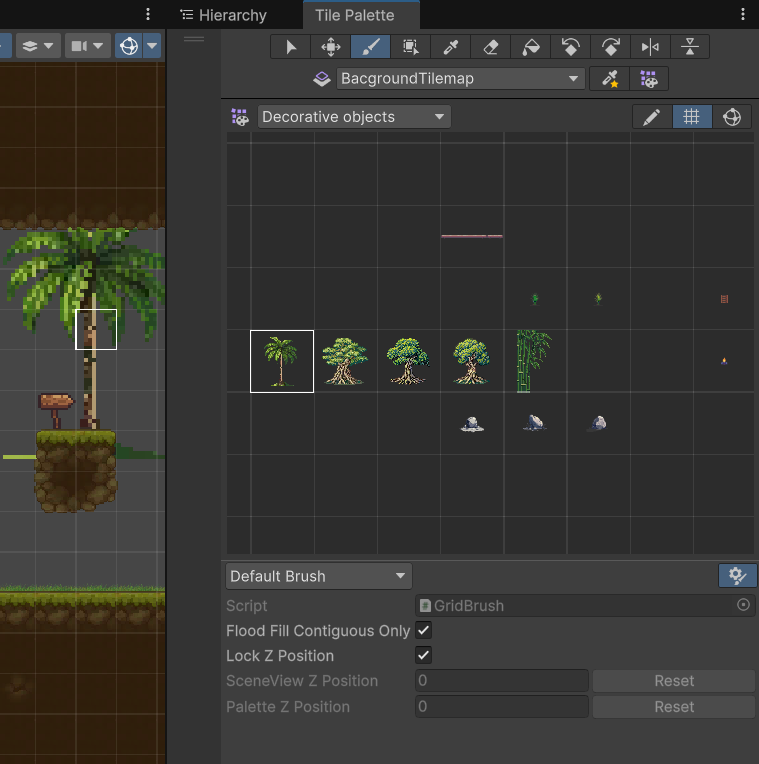 Hierarchy
Tile Palette
BacgroundTilemap
Decorative objects
Default Brush
Script
GridBrush
Flood Fill Contiguous Only
Lock Z Position
SceneView Z Position 0 Reset
Palette Z Position 0 Reset